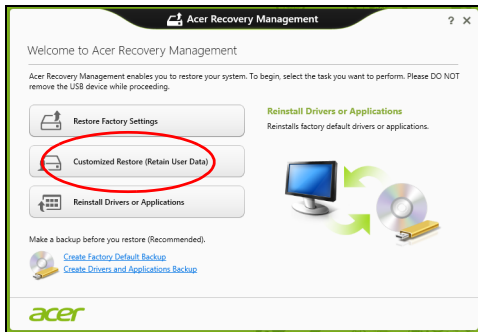 Acer Recovery Management
? ×
Welcome to Acer Recovery Management
Acer Recovery Management enables you to restore your system. To begin, select the task you want to perform. Please DO NOT
remove the USB device while proceeding.
Restore Factory Settings
Customized Restore (Retain User Data)
Reinstall Drivers or Applications
Reinstall Drivers or Applications
Reinstalls factory default drivers or applications.
Make a backup before you restore (Recommended).
Create Factory Default Backup
Create Drivers and Applications Backup
acer